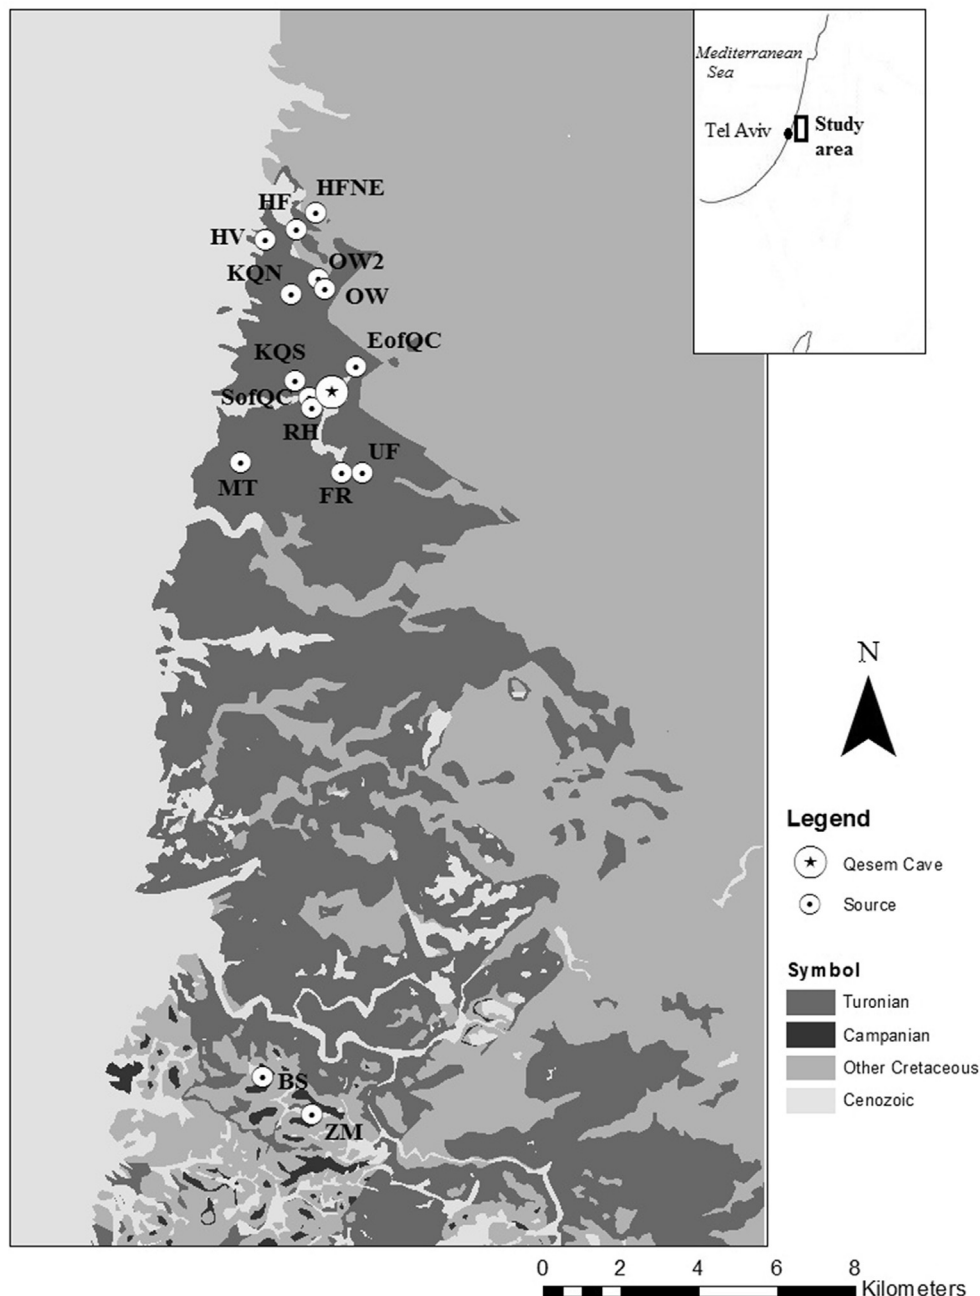 Mediterranean
Sea
Tel Aviv
Study
area
HFNE
HF
HV
OW2
KQN
OW
EofQC
KQS
SofQC
RH
UF
MT
FR
BS
ZM
N
Legend
Qesem Cave
Source
Symbol
Turonian
Campanian
Other Cretaceous
Cenozoic
0 2 4 6 8
Kilometers